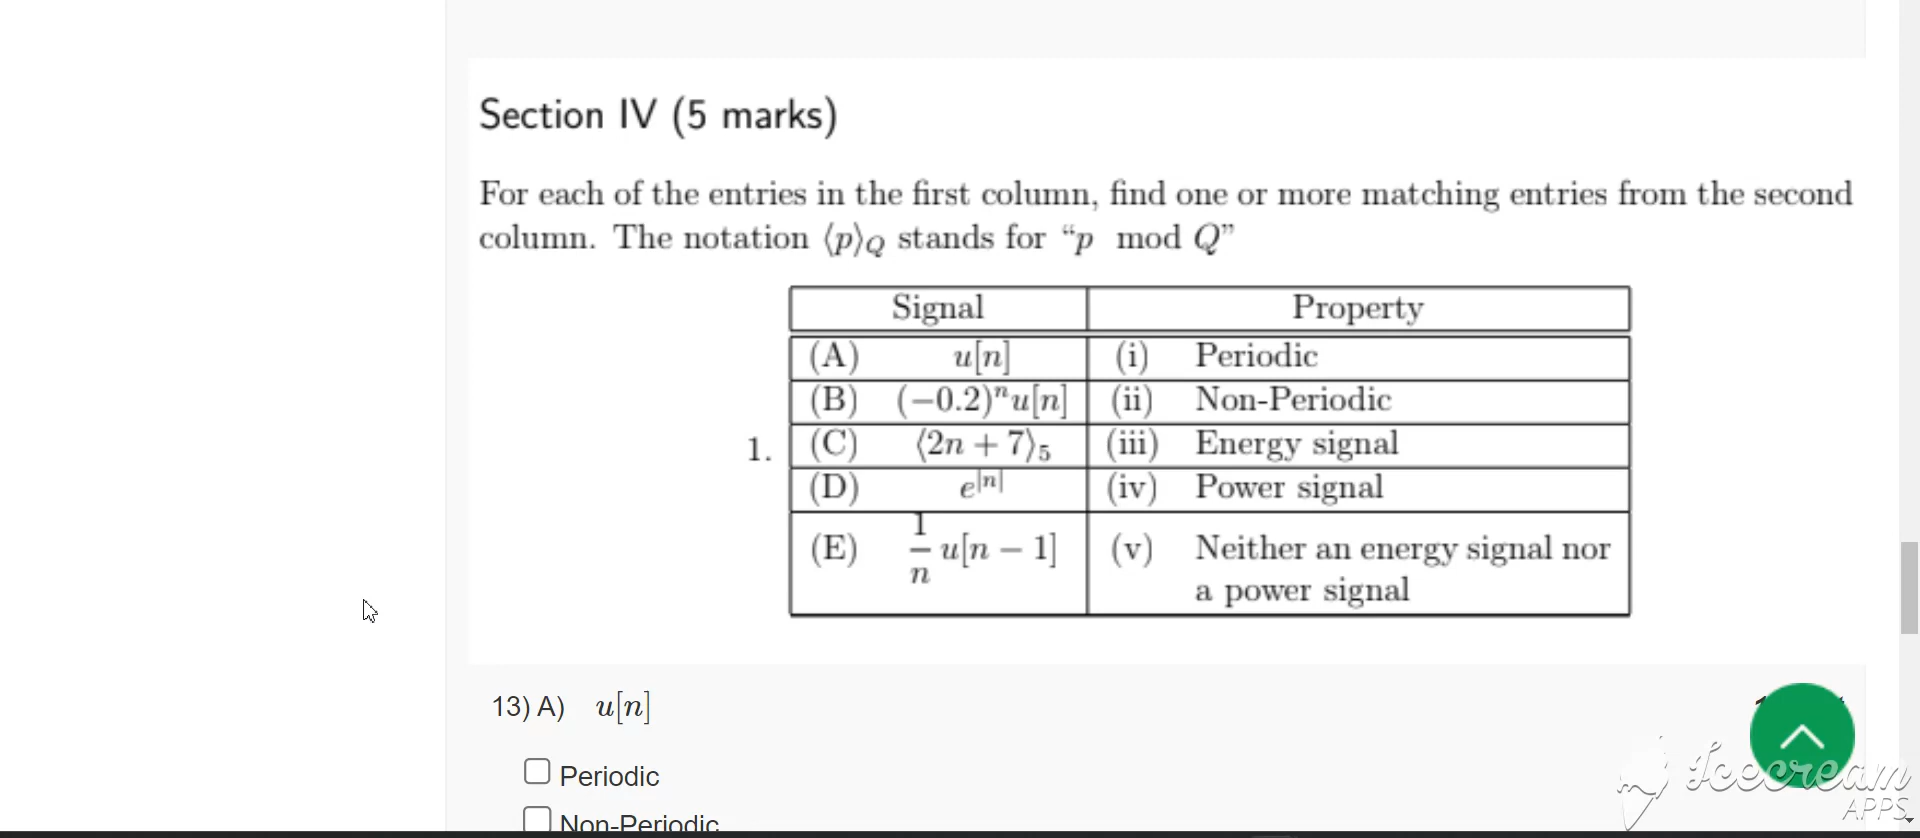 Section IV (5 marks)
For each of the entries in the first column, find one or more matching entries from the second
column. The notation ⟨p⟩_Q stands for “p mod Q”
Signal Property
(A) u[n] (i) Periodic
(B) (−0.2)^n u[n] (ii) Non-Periodic
1. (C) ⟨2n + 7⟩_5 (iii) Energy signal
(D) e^|n| (iv) Power signal
(E) 1/n u[n − 1] (v) Neither an energy signal nor
a power signal
13) A) u[n]
Periodic
Non-Periodic
Icecream
APPS